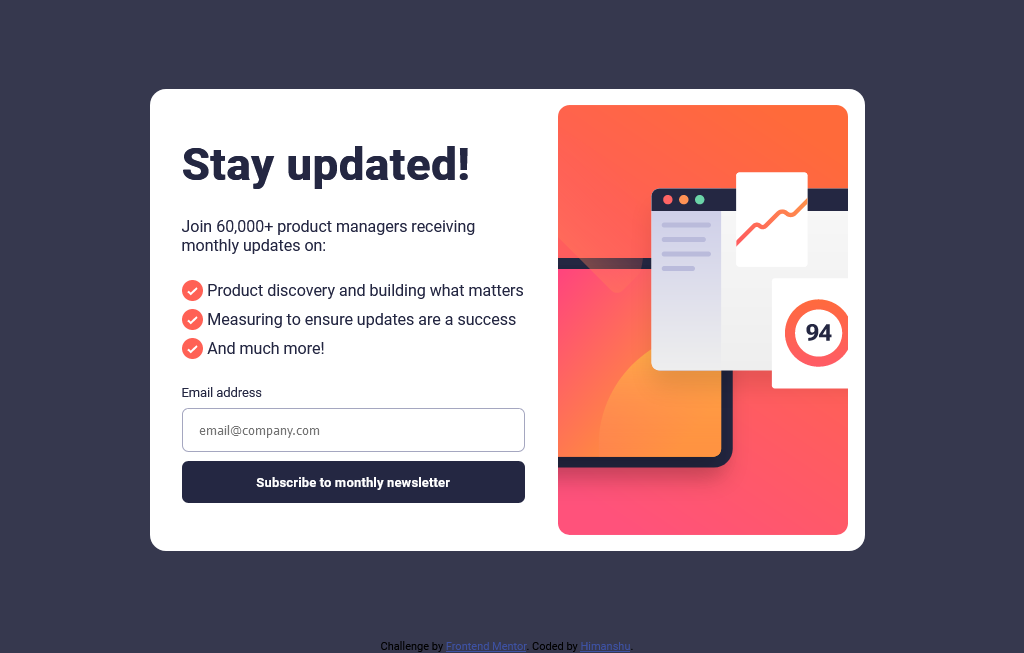 Stay updated!
Join 60,000+ product managers receiving
monthly updates on:
Product discovery and building what matters
Measuring to ensure updates are a success
And much more!
Email address
email@company.com
Subscribe to monthly newsletter
94
Challenge by Frontend Mentor. Coded by Himanshu.